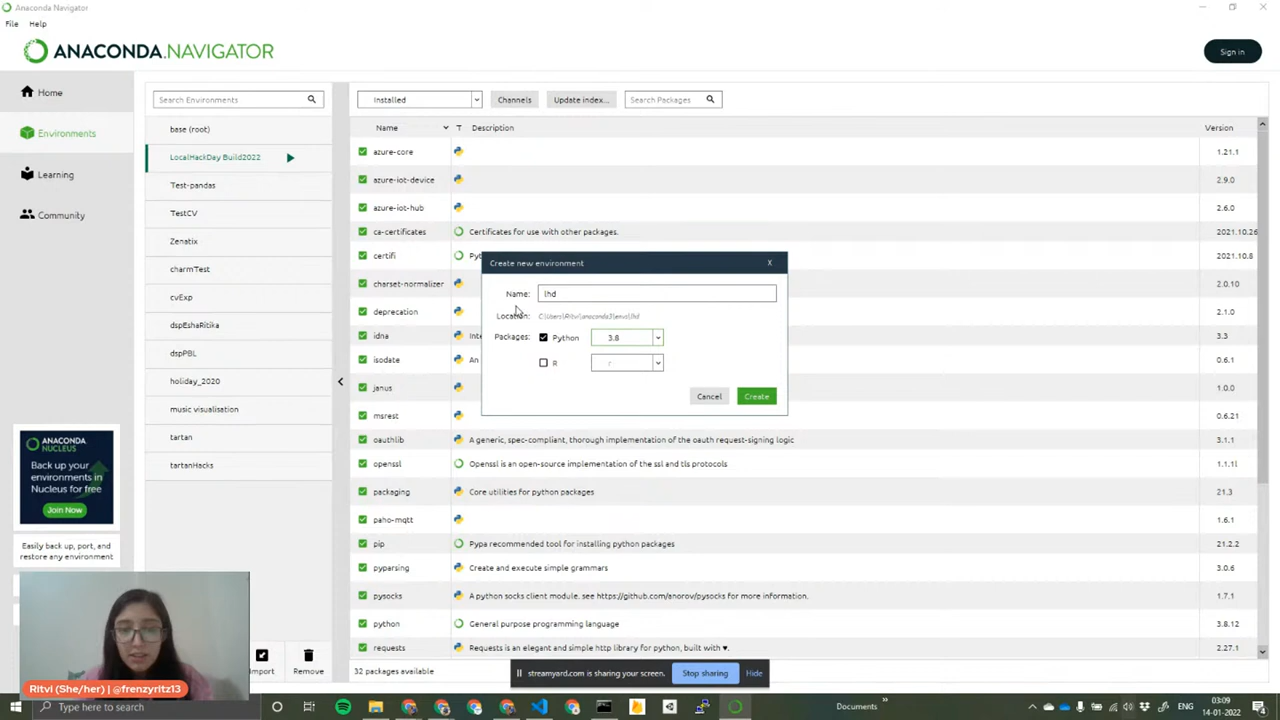 Anaconda Navigator
File Help
ANACONDA.NAVIGATOR
Sign in
Home
Environments
Learning
Community
Search Environments
base (root)
LocalHackDay Build2022
Test-pandas
TestCV
Zenatix
charmTest
cvExp
dspEshaRitika
dspPBL
holiday_2020
music visualisation
tartan
tartanHacks
Installed
Channels
Update index...
Search Packages
Name T Description Version
azure-core 1.21.1
azure-iot-device 2.9.0
azure-iot-hub 2.6.0
ca-certificates Certificates for use with other packages. 2021.10.26
certifi 2021.10.8
charset-normalizer 2.0.10
deprecation 2.1.0
idna 3.3
isodate An 0.6.1
janus 1.0.0
msrest 0.6.21
oauthlib A generic, spec-compliant, thorough implementation of the oauth request-signing logic 3.1.1
openssl Openssl is an open-source implementation of the ssl and tls protocols 1.1.1l
packaging Core utilities for python packages 21.3
paho-mqtt 1.6.1
pip Pypa recommended tool for installing python packages 21.2.2
pyparsing Create and execute simple grammars 3.0.6
pysocks A python socks client module. see https://github.com/anorov/pysocks for more information. 1.7.1
python General purpose programming language 3.8.12
requests Requests is an elegant and simple http library for python, built with ♥. 2.27.1
32 packages available
Create new environment X
Name: lhd
Location: C:\Users\Ritvi\anaconda3\envs\lhd
Packages: Python 3.8
R r
Cancel
Create
ANACONDA NUCLEUS
Back up your
environments in
Nucleus for free
Join Now
Easily back up, port, and
restore any environment
Remove
Ritvi (She/her) | @frenzyritz13
streamyard.com is sharing your screen.
Stop sharing
Hide
Type here to search
Documents
ENG
03:09
14-01-2022